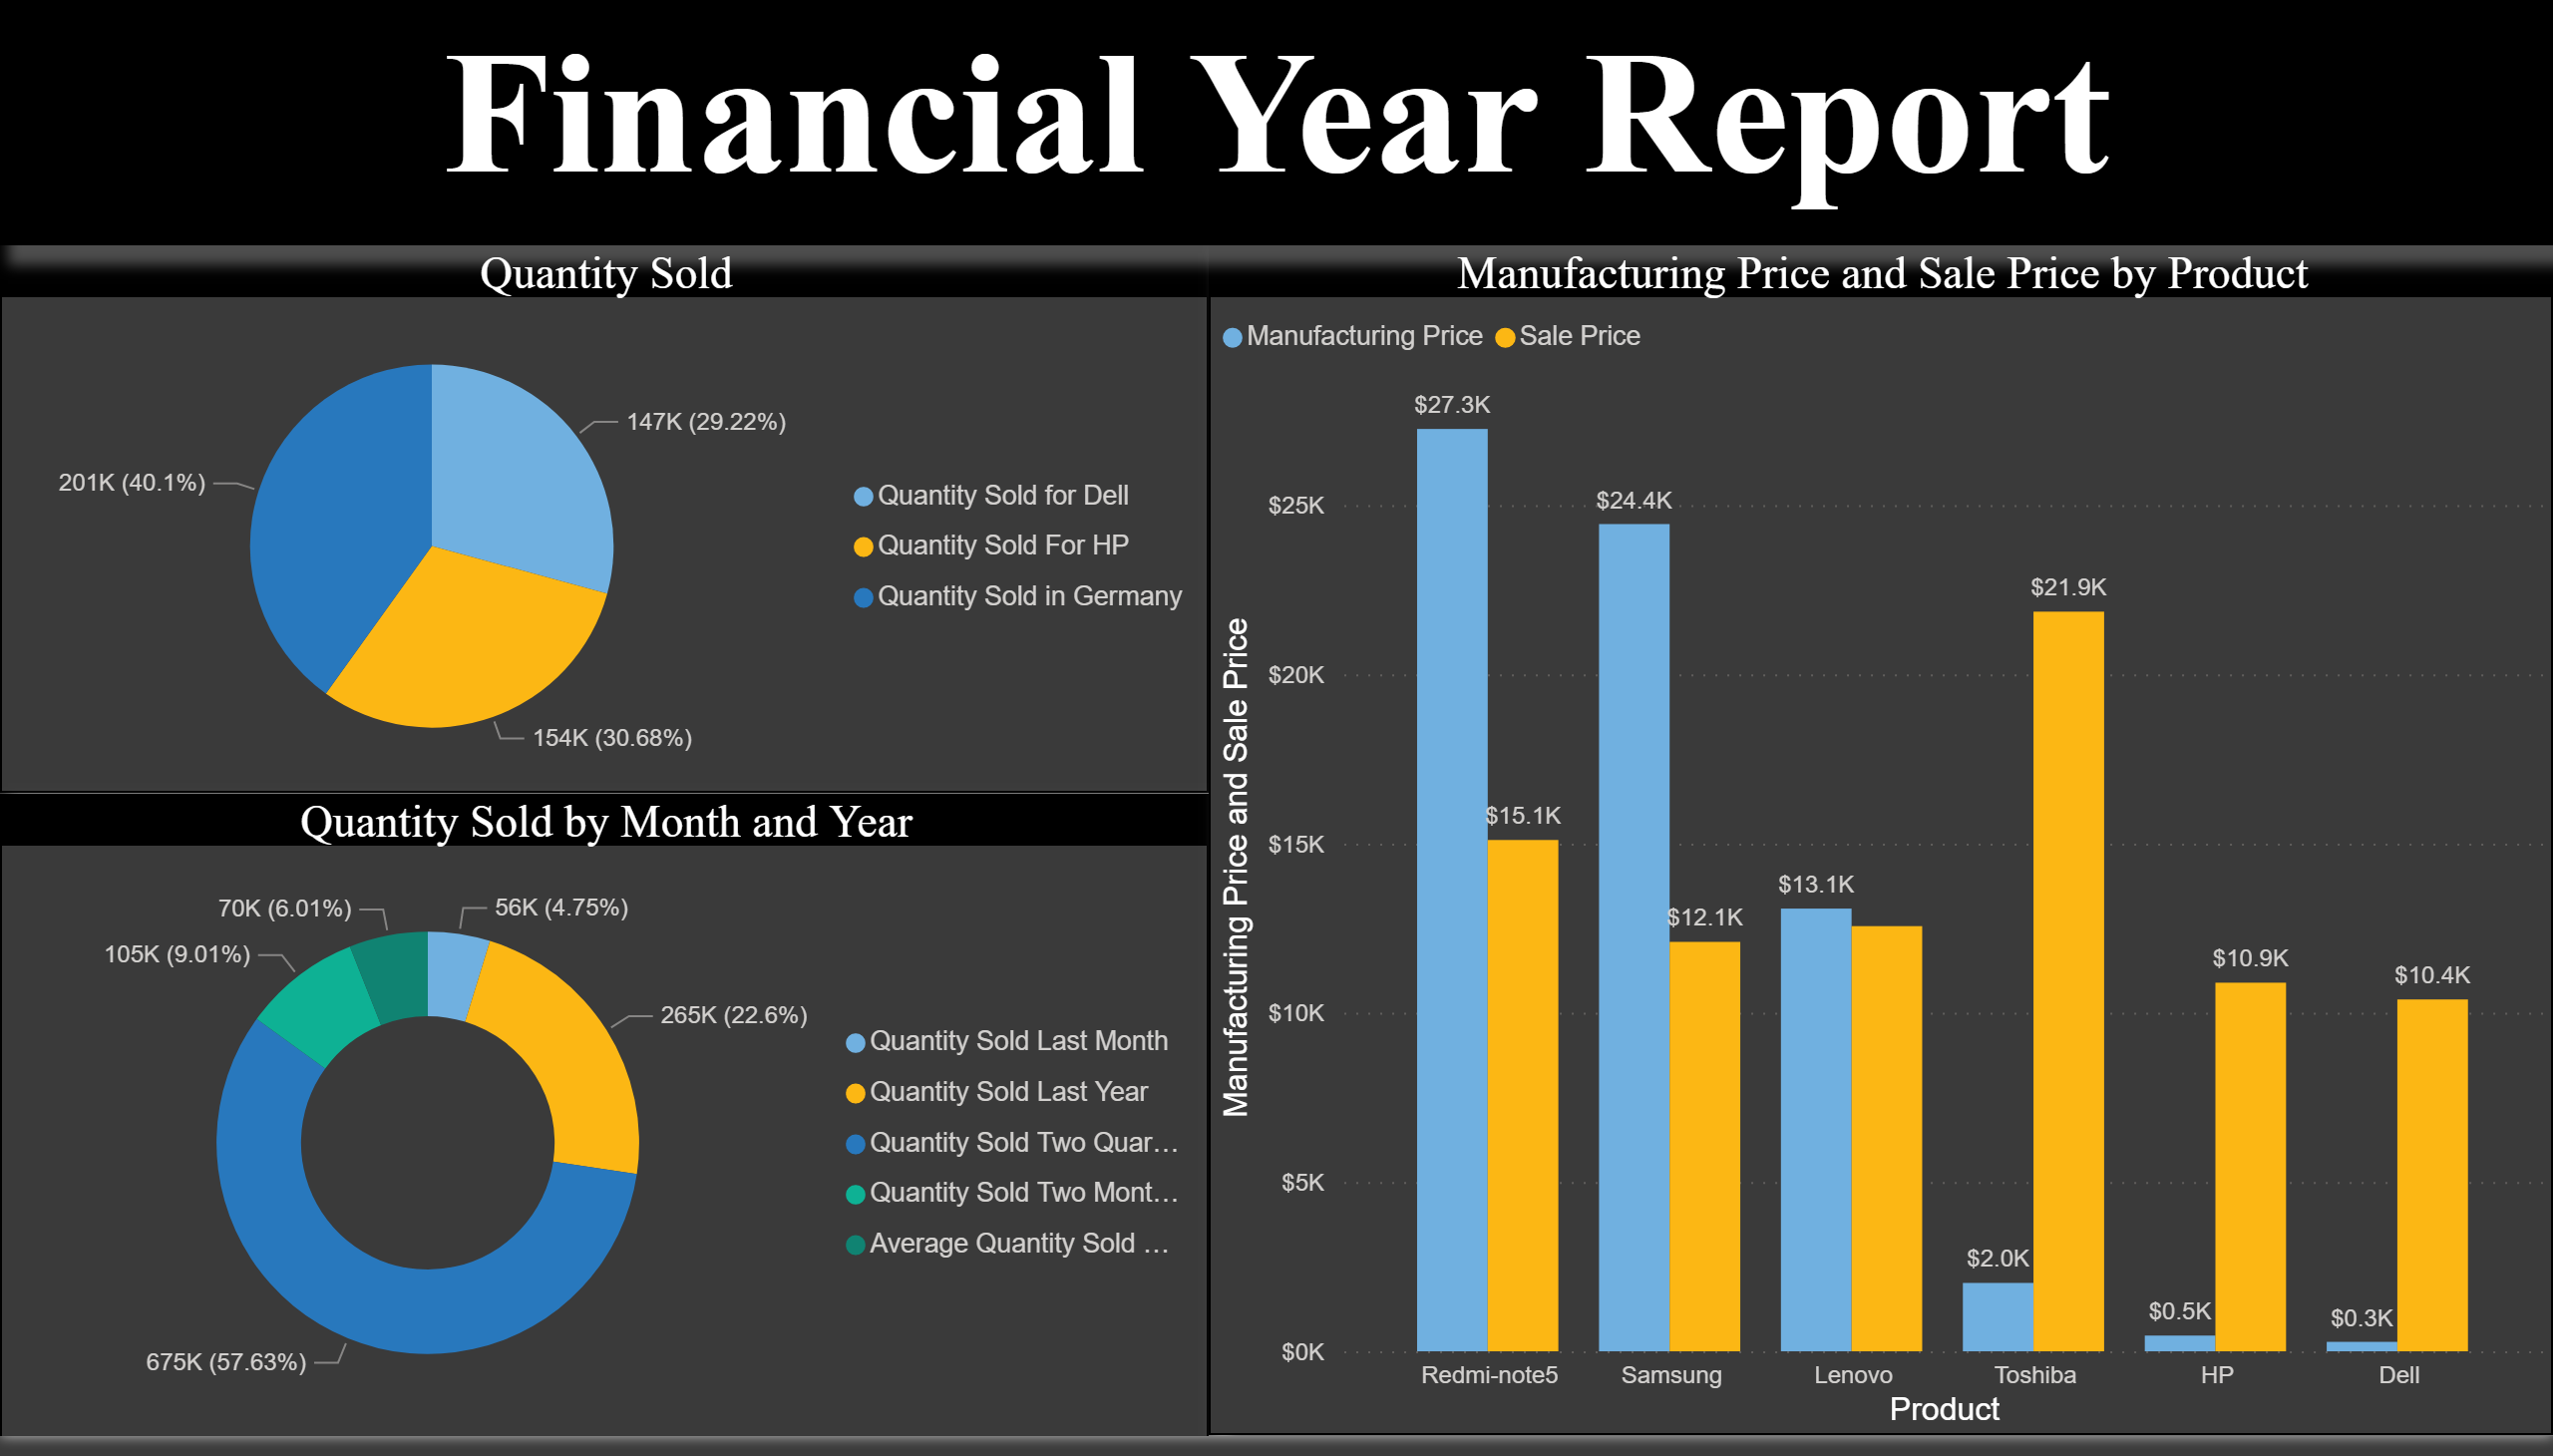 Financial Year Report
Quantity Sold
147K (29.22%)
201K (40.1%)
154K (30.68%)
Quantity Sold for Dell
Quantity Sold For HP
Quantity Sold in Germany
Quantity Sold by Month and Year
70K (6.01%)
56K (4.75%)
105K (9.01%)
265K (22.6%)
675K (57.63%)
Quantity Sold Last Month
Quantity Sold Last Year
Quantity Sold Two Quar...
Quantity Sold Two Mont...
Average Quantity Sold ...
Manufacturing Price and Sale Price by Product
Manufacturing Price Sale Price
Manufacturing Price and Sale Price
$25K
$20K
$15K
$10K
$5K
$0K
$27.3K
$15.1K
$24.4K
$12.1K
$13.1K
$2.0K
$21.9K
$0.5K
$10.9K
$0.3K
$10.4K
Redmi-note5 Samsung Lenovo Toshiba HP Dell
Product